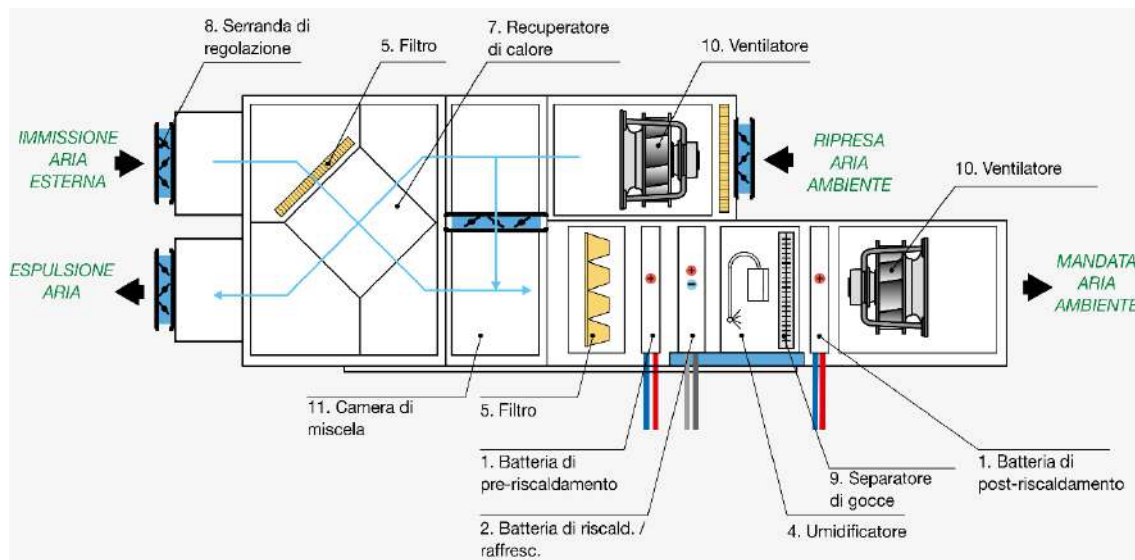 8. Serranda di
regolazione
5. Filtro
7. Recuperatore
di calore
10. Ventilatore
IMMISSIONE
ARIA
ESTERNA
RIPRESA
ARIA
AMBIENTE
10. Ventilatore
ESPULSIONE
ARIA
MANDATA
ARIA
AMBIENTE
11. Camera di
miscela
5. Filtro
1. Batteria di
pre-riscaldamento
2. Batteria di riscald. /
raffresc.
9. Separatore
di gocce
4. Umidificatore
1. Batteria di
post-riscaldamento